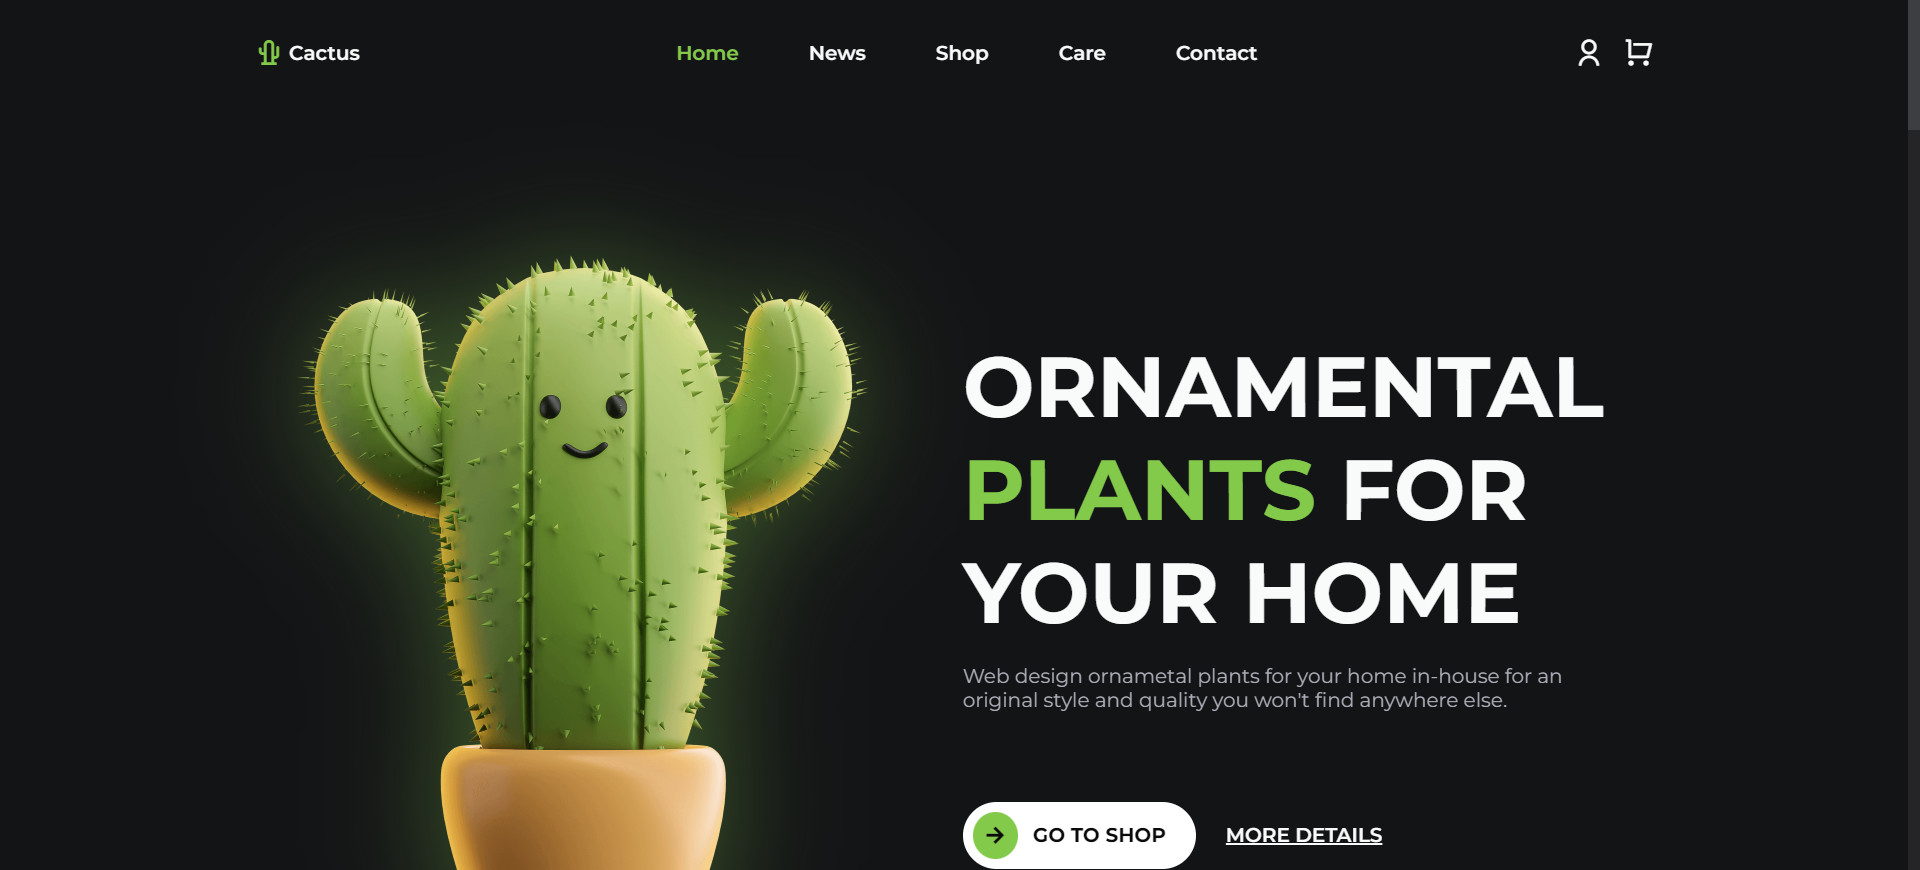 Cactus
Home
News
Shop
Care
Contact
ORNAMENTAL
PLANTS FOR
YOUR HOME
Web design ornametal plants for your home in-house for an
original style and quality you won't find anywhere else.
GO TO SHOP
MORE DETAILS